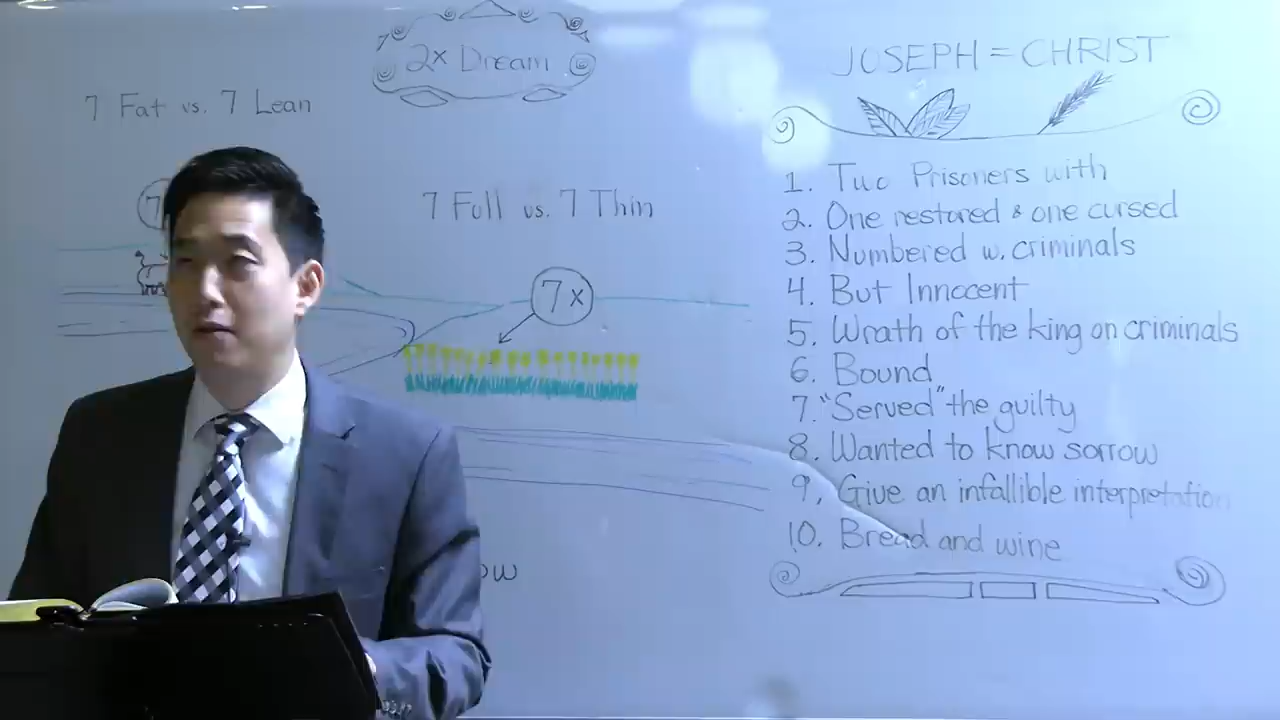 2x Dream
7 Fat vs. 7 Lean
7
7 Full vs. 7 Thin
7x
JOSEPH = CHRIST
1. Two Prisoners with
2. One restored & one cursed
3. Numbered w. criminals
4. But Innocent
5. Wrath of the king on criminals
6. Bound
7. "Served" the guilty
8. Wanted to know sorrow
9. Give an infallible interpretation
10. Bread and wine